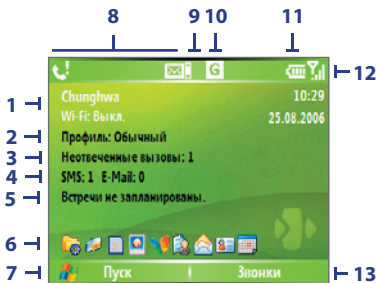 8 9 10 11
G
12
1 Chunghwa 10:29
Wi-Fi: Выкл. 25.08.2006
2 Профиль: Обычный
3 Неотвеченные вызовы: 1
4 SMS: 1 E-Mail: 0
5 Встречи не запланированы.
6
7 Пуск Звонки 13